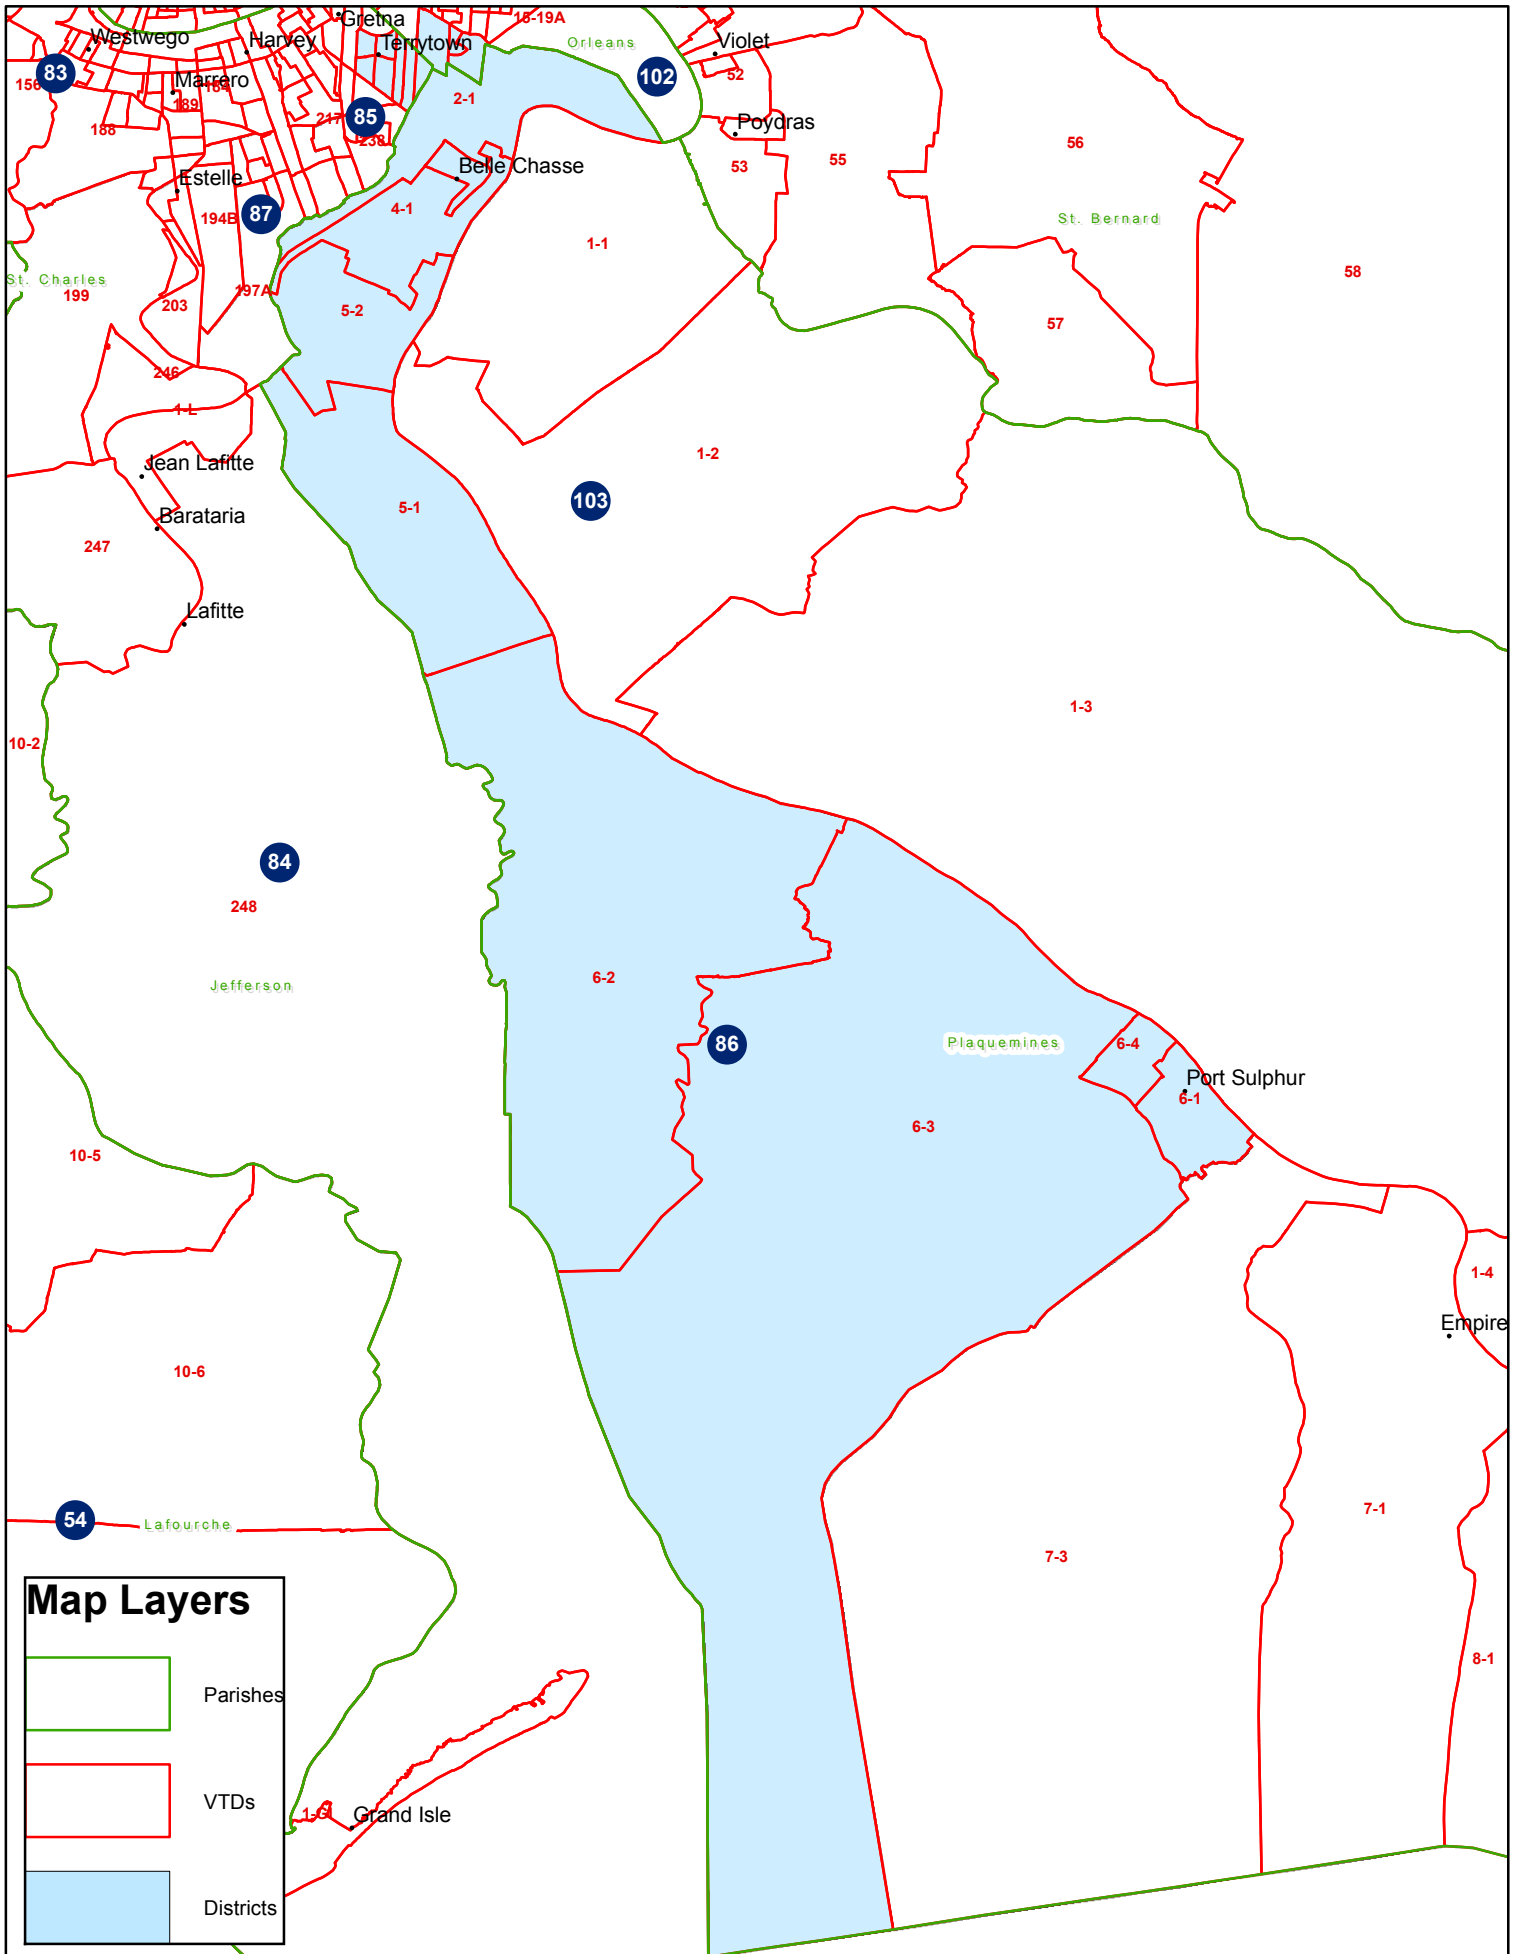 Gretna
15-19A
Westwego
Harvey
Terrytown
Orleans
Violet
83
102
52
156
Marrero
189
2-1
188
217
85
238
Poydras
56
Belle Chasse
53
55
Estelle
4-1
194B
87
1-1
St. Bernard
St. Charles
199
197A
203
5-2
57
58
246
1-L
1-2
Jean Lafitte
103
5-1
Barataria
247
Lafitte
1-3
10-2
84
248
6-2
Jefferson
86
Plaquemines
6-4
Port Sulphur
6-1
6-3
10-5
1-4
Empire
10-6
54
Lafourche
7-1
7-3
8-1
Map Layers
Parishes
VTDs
Districts
1-GI
Grand Isle